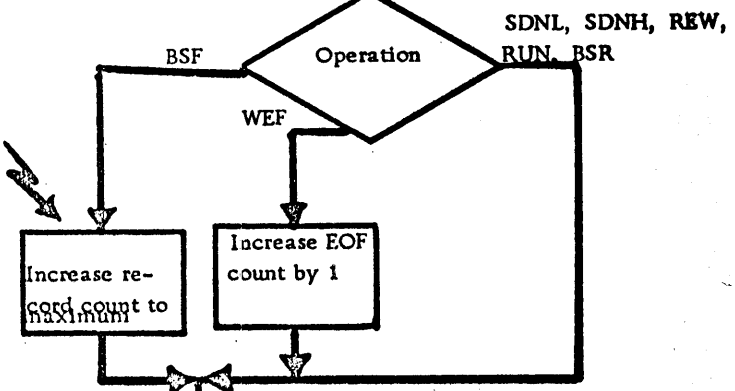 SDNL, SDNH, REW,
RUN, BSR
BSF
Operation
WEF
Increase EOF
count by 1
Increase re-
cord count to
maximum